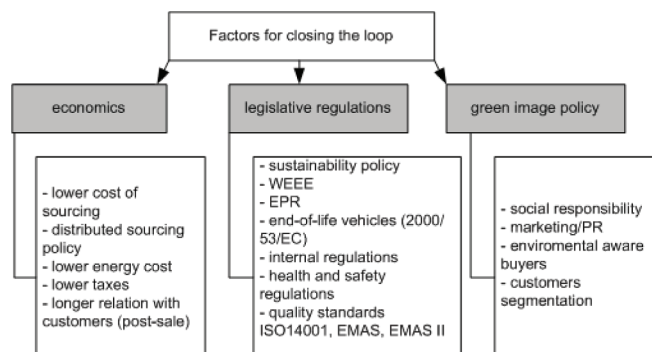 Factors for closing the loop
economics
legislative regulations
green image policy
- lower cost of
sourcing
- distributed sourcing
policy
- lower energy cost
- lower taxes
- longer relation with
customers (post-sale)
- sustainability policy
- WEEE
- EPR
- end-of-life vehicles (2000/
53/EC)
- internal regulations
- health and safety
regulations
- quality standards
ISO14001, EMAS, EMAS II
- social responsibility
- marketing/PR
- enviromental aware
buyers
- customers
segmentation